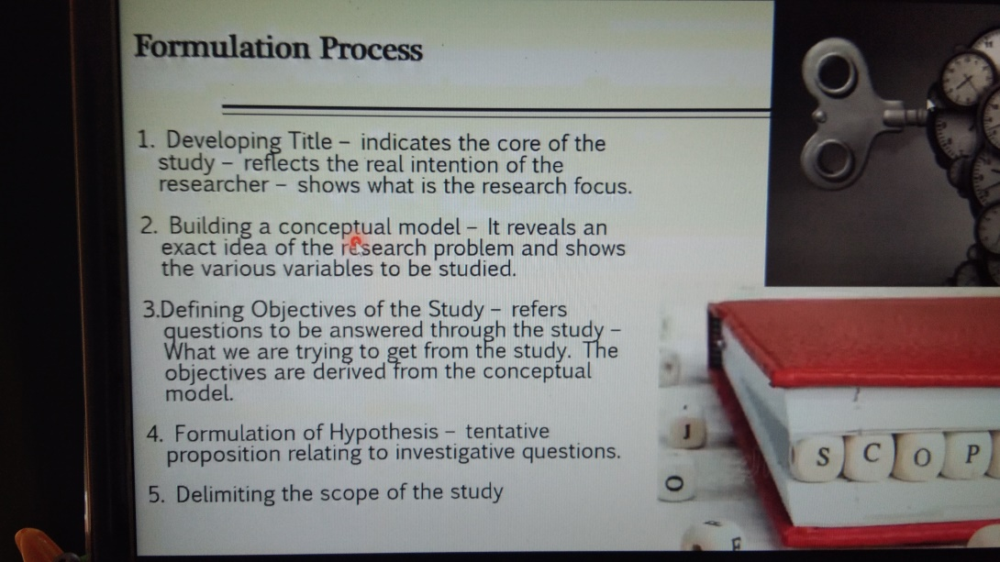 Formulation Process
1. Developing Title – indicates the core of the
study – reflects the real intention of the
researcher – shows what is the research focus.
2. Building a conceptual model – It reveals an
exact idea of the research problem and shows
the various variables to be studied.
3.Defining Objectives of the Study – refers
questions to be answered through the study –
What we are trying to get from the study. The
objectives are derived from the conceptual
model.
4. Formulation of Hypothesis – tentative
proposition relating to investigative questions.
5. Delimiting the scope of the study
J
S C O P
O